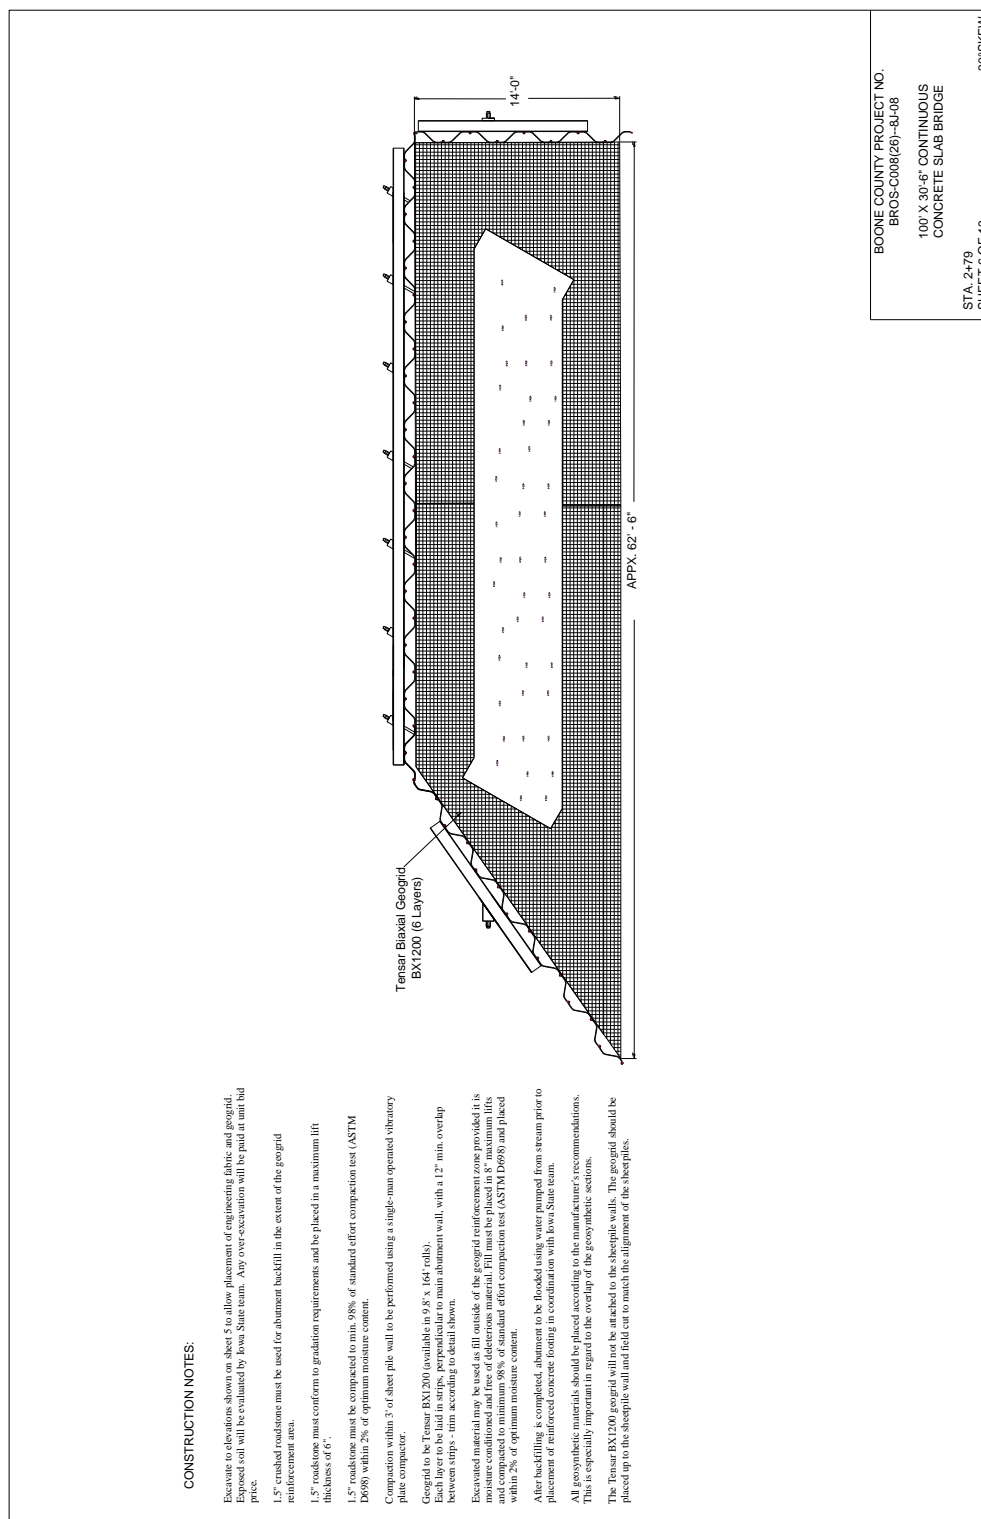 CONSTRUCTION NOTES:
Excavate to elevations shown on sheet 5 to allow placement of engineering fabric and geogrid.
Exposed soil will be evaluated by Iowa State team. Any over-excavation will be paid at unit bid
price.
1.5" crushed roadstone must be used for abutment backfill in the extent of the geogrid
reinforcement area.
1.5" roadstone must conform to gradation requirements and be placed in a maximum lift
thickness of 6".
1.5" roadstone must be compacted to min. 98% of standard effort compaction test (ASTM
D698) within 2% of optimum moisture content.
Compaction within 3' of sheet pile wall to be performed using a single-man operated vibratory
plate compactor.
Geogrid to be Tensar BX1200 (available in 9.8' x 164' rolls).
Each layer to be laid in strips, perpendicular to main abutment wall, with a 12" min. overlap
between strips - trim according to detail shown.
Excavated material may be used as fill outside of the geogrid reinforcement zone provided it is
moisture conditioned and free of deleterious material. Fill must be placed in 8" maximum lifts
and compacted to minimum 98% of standard effort compaction test (ASTM D698) and placed
within 2% of optimum moisture content.
After backfilling is completed, abutment to be flooded using water pumped from stream prior to
placement of reinforced concrete footing in coordination with Iowa State team.
All geosynthetic materials should be placed according to the manufacturer's recommendations.
This is especially important in regard to the overlap of the geosynthetic sections.
The Tensar BX1200 geogrid will not be attached to the sheetpile walls. The geogrid should be
placed up to the sheetpile wall and field cut to match the alignment of the sheetpiles.
Tensar Biaxial Geogrid
BX1200 (6 Layers)
APPX. 62' - 6"
14'-0"
BOONE COUNTY PROJECT NO.
BROS-C008(26)--8J-08
100' X 30'-6" CONTINUOUS
CONCRETE SLAB BRIDGE
STA. 2+79